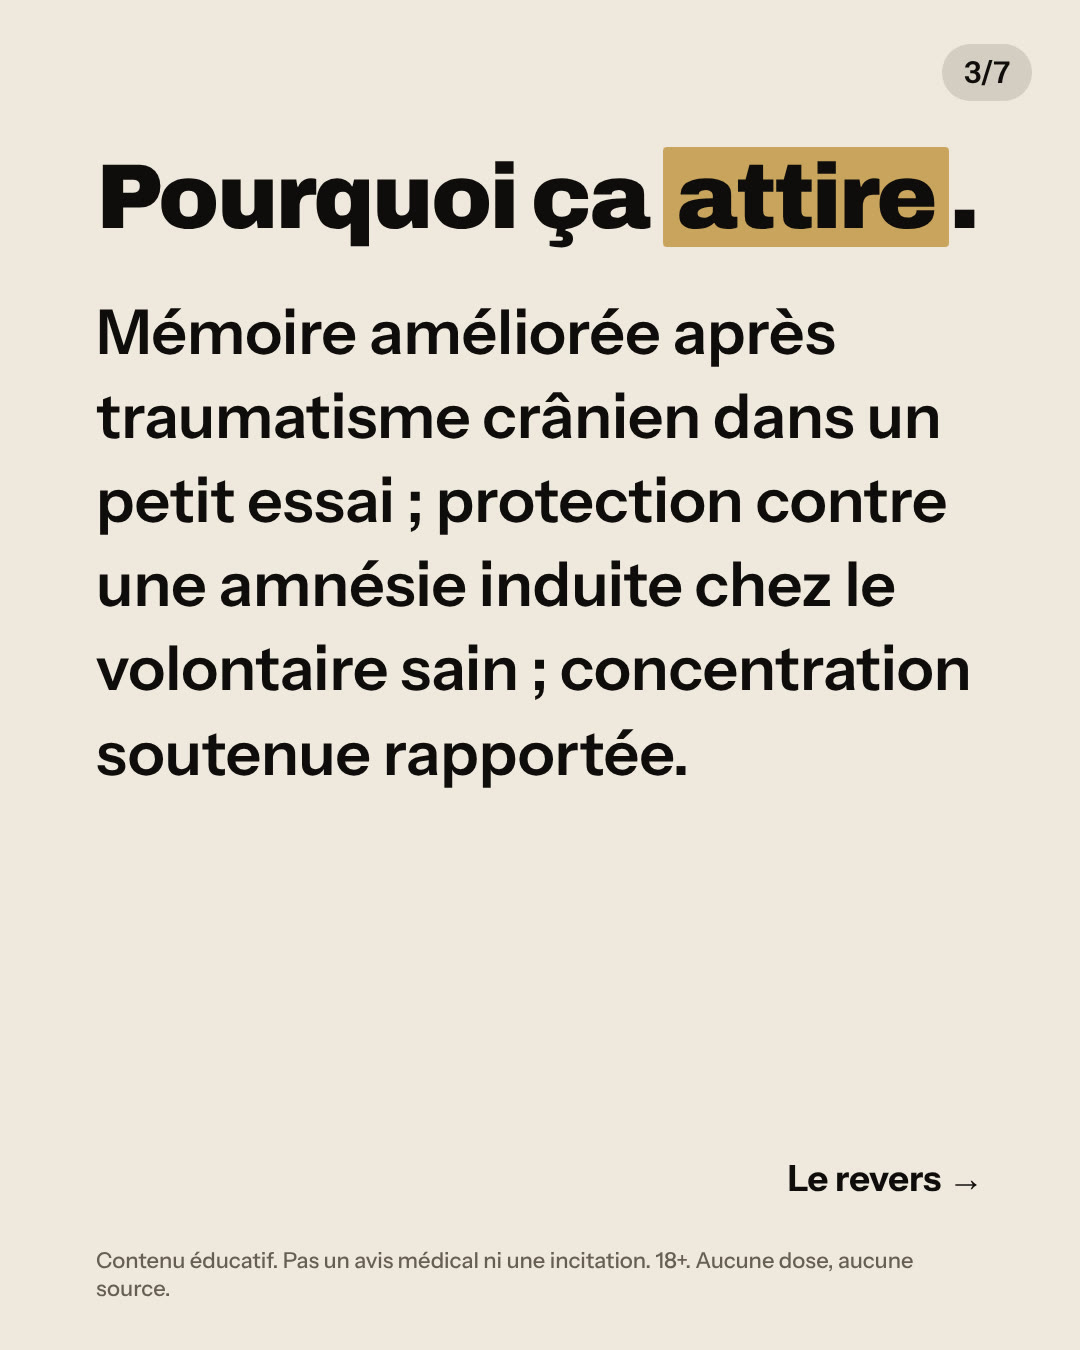 3/7
Pourquoi ça attire.
Mémoire améliorée après
traumatisme crânien dans un
petit essai ; protection contre
une amnésie induite chez le
volontaire sain ; concentration
soutenue rapportée.
Le revers →
Contenu éducatif. Pas un avis médical ni une incitation. 18+. Aucune dose, aucune
source.